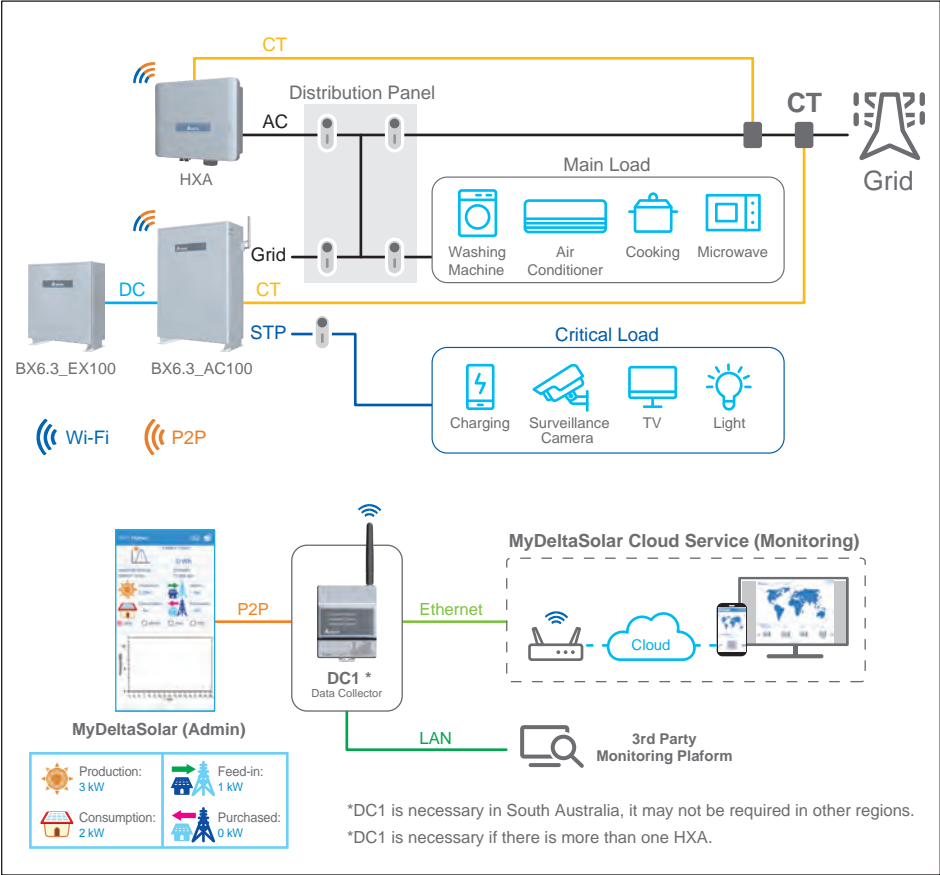 CT
Distribution Panel
CT
AC
HXA
Grid
Main Load
Washing
Machine
Air
Conditioner
Cooking
Microwave
Grid
DC
CT
STP
BX6.3_EX100
BX6.3_AC100
Critical Load
Charging
Surveillance
Camera
TV
Light
Wi-Fi
P2P
MyDeltaSolar Cloud Service (Monitoring)
P2P
Ethernet
Cloud
DC1 *
Data Collector
MyDeltaSolar (Admin)
LAN
3rd Party
Monitoring Plaform
Production:
3 kW
Feed-in:
1 kW
Consumption:
2 kW
Purchased:
0 kW
*DC1 is necessary in South Australia, it may not be required in other regions.
*DC1 is necessary if there is more than one HXA.